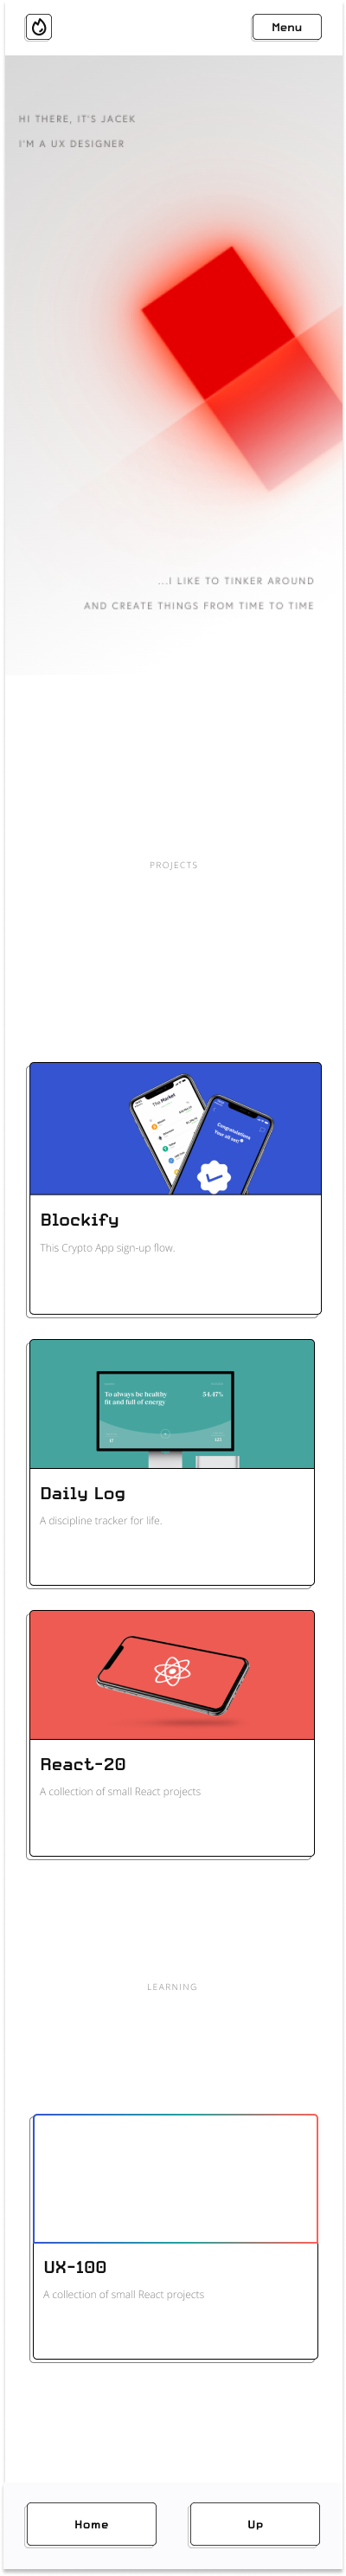 Menu
HI THERE, IT'S JACEK
I'M A UX DESIGNER
...I LIKE TO TINKER AROUND
AND CREATE THINGS FROM TIME TO TIME
PROJECTS
The Market
Congratulations
Your all set!
Blockify
This Crypto App sign-up flow.
To always be healthy
fit and full of energy
54.47%
Daily Log
A discipline tracker for life.
React-20
A collection of small React projects
LEARNING
UX-100
A collection of small React projects
Home
Up